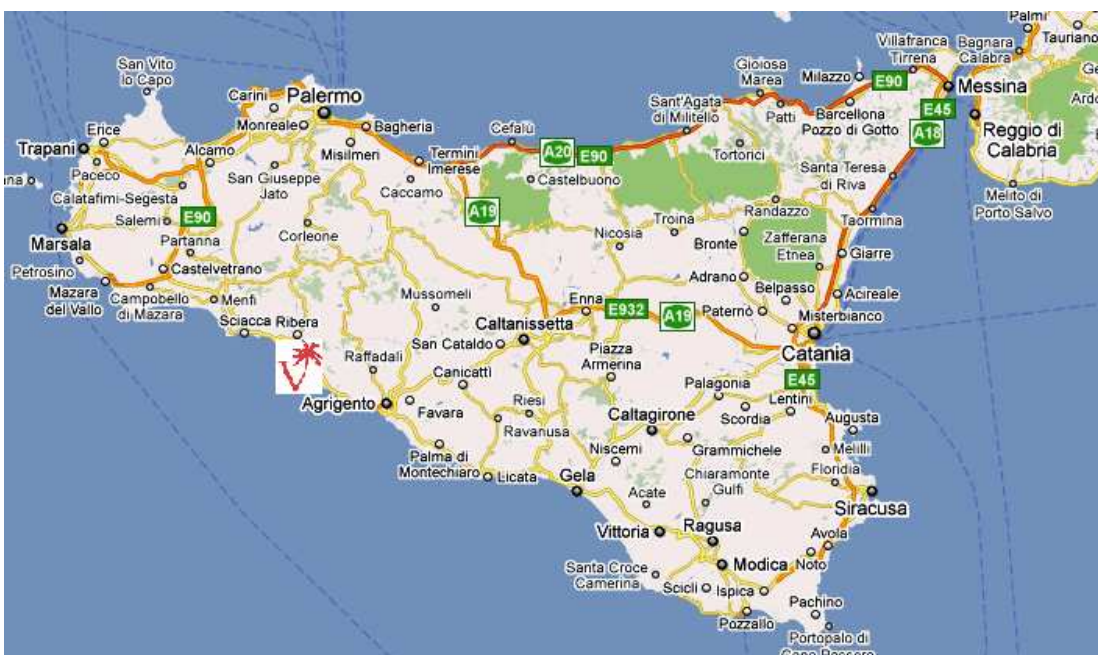 Palmi
Tauriano
Villafranca
Tirrena
Bagnara
Calabra
San Vito
lo Capo
Gioiosa
Marea
Milazzo
E90
Messina
Carini
Palermo
Sant'Agata
di Militello
Patti
Barcellona
Pozzo di Gotto
E45
A18
Reggio di
Calabria
Erice
Monreale
Bagheria
Cefalù
Trapani
Alcamo
Misilmeri
Termini
Imerese
A20
E90
Tortorici
Paceco
San Giuseppe
Jato
Caccamo
Castelbuono
Santa Teresa
di Riva
Melito di
Porto Salvo
Calatafimi-Segesta
Salemi
E90
A19
Randazzo
Troina
Taormina
Marsala
Partanna
Corleone
Nicosia
Bronte
Zafferana
Etnea
Giarre
Petrosino
Castelvetrano
Adrano
Mazara
del Vallo
Campobello
di Mazara
Menfi
Mussomeli
Enna
E932
A19
Belpasso
Paternò
Acireale
Sciacca
Ribera
Caltanissetta
Misterbianco
San Cataldo
Catania
Raffadali
Piazza
Armerina
Canicattì
Palagonia
E45
Agrigento
Favara
Riesi
Caltagirone
Scordia
Lentini
Augusta
Ravanusa
Palma di
Montechiaro
Niscemi
Grammichele
Melilli
Licata
Gela
Chiaramonte
Gulfi
Floridia
Acate
Siracusa
Vittoria
Ragusa
Avola
Modica
Noto
Santa Croce
Camerina
Scicli
Ispica
Pachino
Pozzallo
Portopalo di